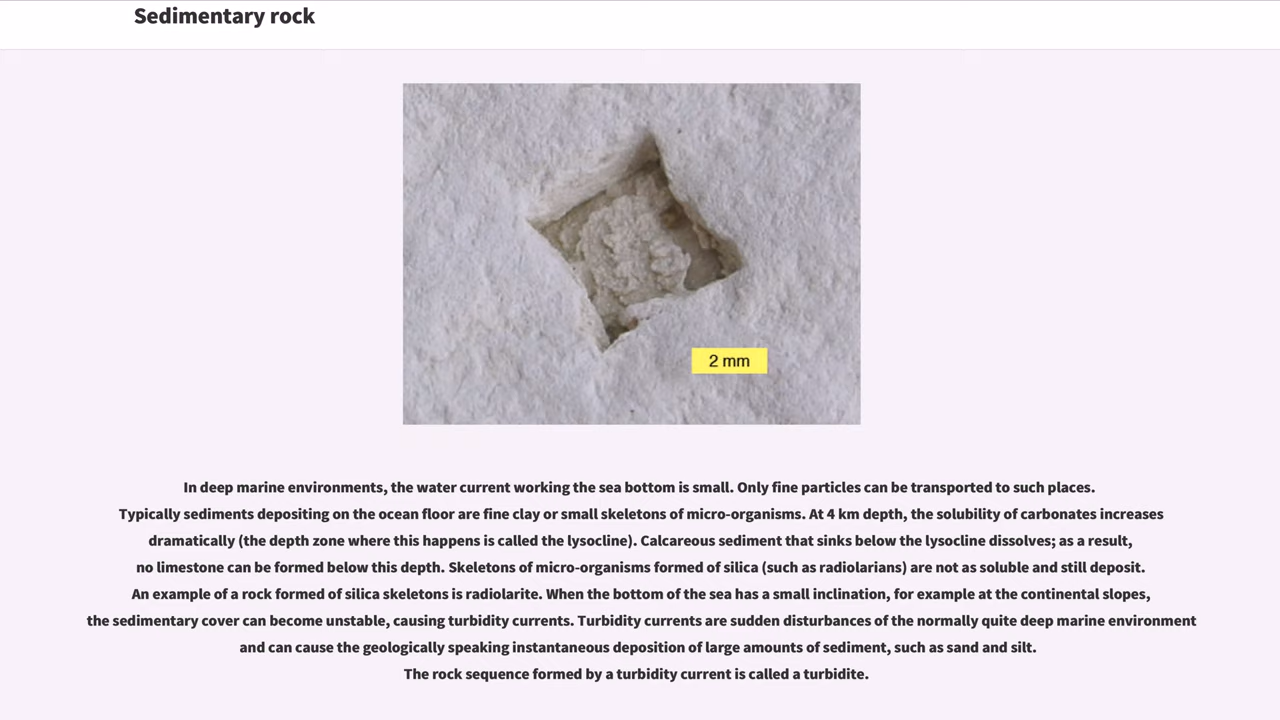 Sedimentary rock
2 mm
In deep marine environments, the water current working the sea bottom is small. Only fine particles can be transported to such places.
Typically sediments depositing on the ocean floor are fine clay or small skeletons of micro-organisms. At 4 km depth, the solubility of carbonates increases
dramatically (the depth zone where this happens is called the lysocline). Calcareous sediment that sinks below the lysocline dissolves; as a result,
no limestone can be formed below this depth. Skeletons of micro-organisms formed of silica (such as radiolarians) are not as soluble and still deposit.
An example of a rock formed of silica skeletons is radiolarite. When the bottom of the sea has a small inclination, for example at the continental slopes,
the sedimentary cover can become unstable, causing turbidity currents. Turbidity currents are sudden disturbances of the normally quite deep marine environment
and can cause the geologically speaking instantaneous deposition of large amounts of sediment, such as sand and silt.
The rock sequence formed by a turbidity current is called a turbidite.